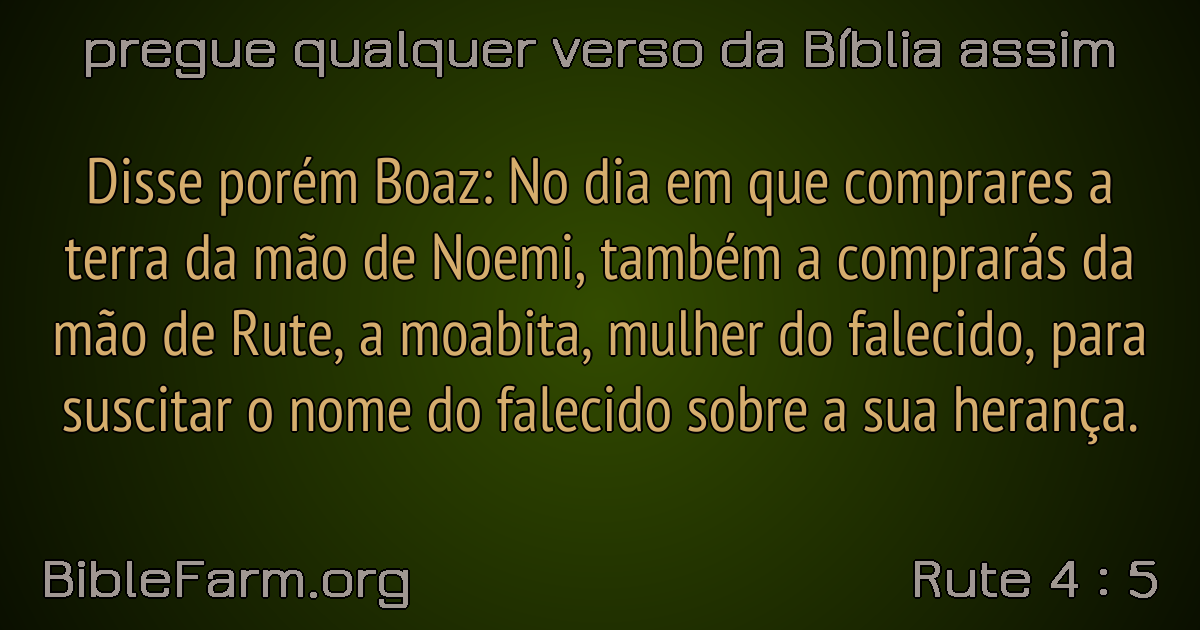 pregue qualquer verso da Bíblia assim
Disse porém Boaz: No dia em que comprares a
terra da mão de Noemi, também a comprarás da
mão de Rute, a moabita, mulher do falecido, para
suscitar o nome do falecido sobre a sua herança.
BibleFarm.org
Rute 4 : 5